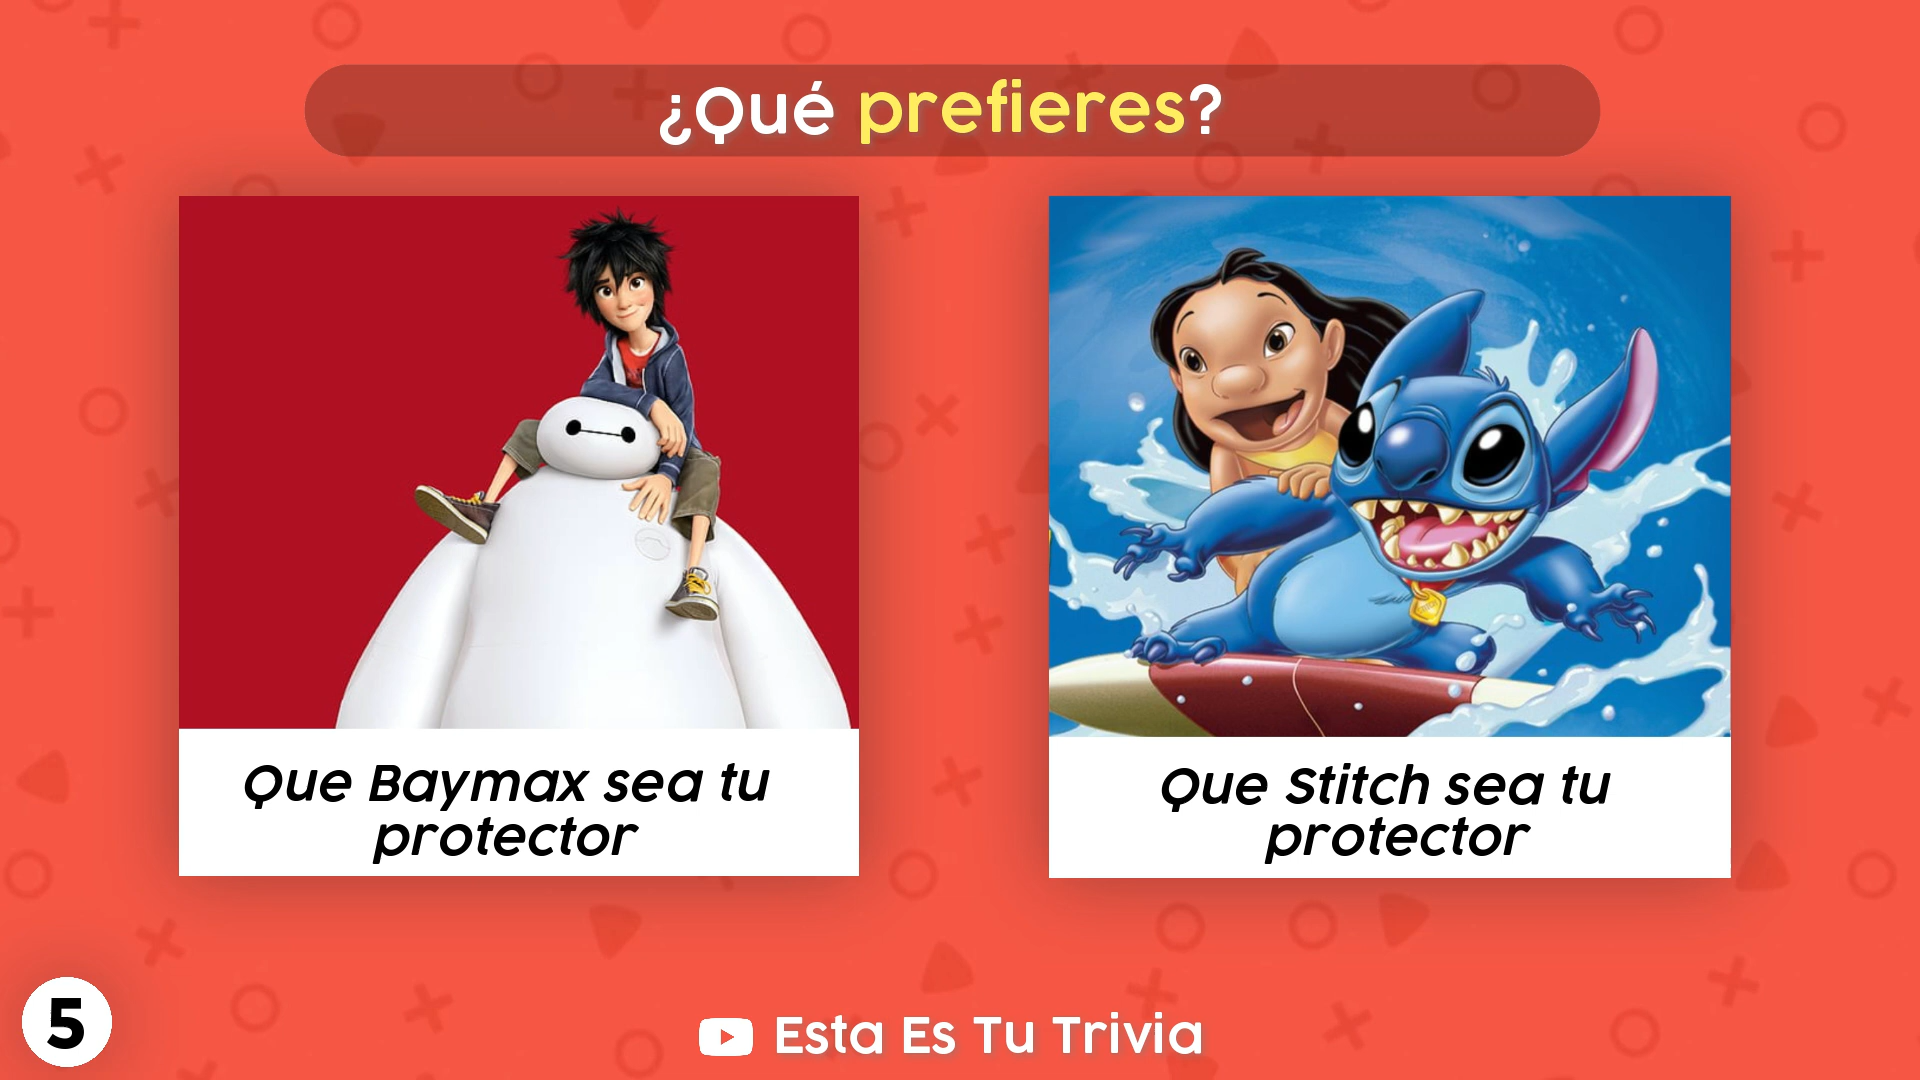 ¿Qué prefieres?
Que Baymax sea tu
protector
Que Stitch sea tu
protector
5
Esta Es Tu Trivia